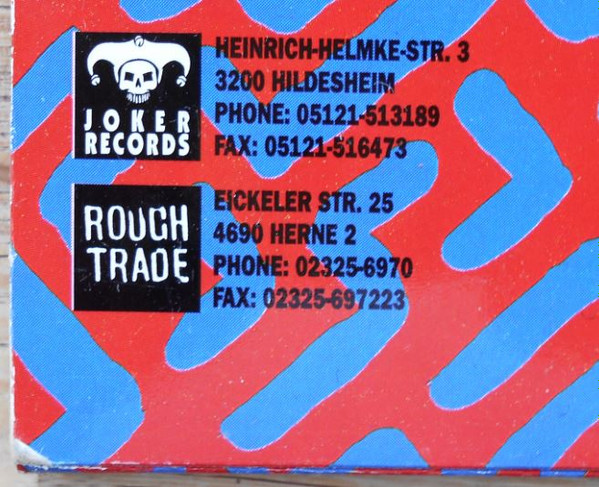 JOKER
RECORDS
HEINRICH-HELMKE-STR. 3
3200 HILDESHEIM
PHONE: 05121-513189
FAX: 05121-516473
ROUGH
TRADE
EICKELER STR. 25
4690 HERNE 2
PHONE: 02325-6970
FAX: 02325-697223